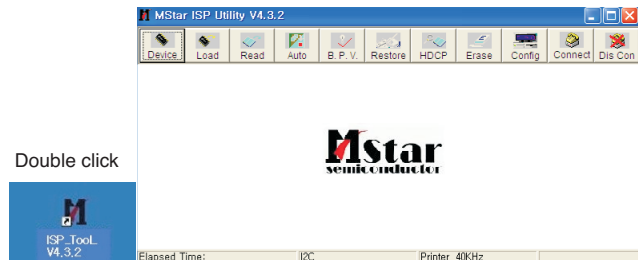 MStar ISP Utility V4.3.2
Device Load Read Auto B.P.V. Restore HDCP Erase Config Connect Dis Con
MStar
semiconductor
Double click
ISP_TooL
V4,3,2
Elapsed Time: I2C Printer 40KHz